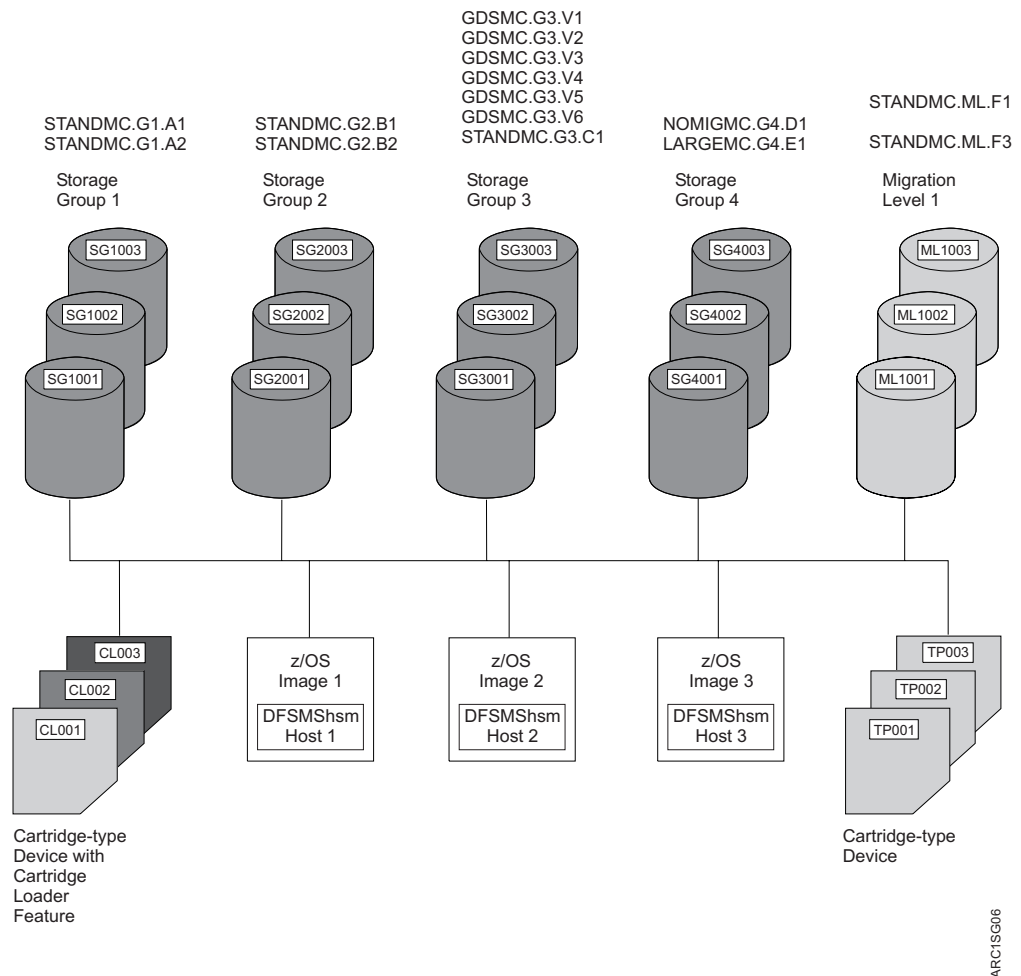 GDSMC.G3.V1
GDSMC.G3.V2
GDSMC.G3.V3
GDSMC.G3.V4
GDSMC.G3.V5
GDSMC.G3.V6
STANDMC.G3.C1
STANDMC.G1.A1
STANDMC.G1.A2
STANDMC.G2.B1
STANDMC.G2.B2
NOMIGMC.G4.D1
LARGEMC.G4.E1
STANDMC.ML.F1
STANDMC.ML.F3
Storage
Group 1
Storage
Group 2
Storage
Group 3
Storage
Group 4
Migration
Level 1
SG1003
SG1002
SG1001
SG2003
SG2002
SG2001
SG3003
SG3002
SG3001
SG4003
SG4002
SG4001
ML1003
ML1002
ML1001
CL003
CL002
CL001
Cartridge-type
Device with
Cartridge
Loader
Feature
z/OS
Image 1
DFSMShsm
Host 1
z/OS
Image 2
DFSMShsm
Host 2
z/OS
Image 3
DFSMShsm
Host 3
TP003
TP002
TP001
Cartridge-type
Device
ARC1SG06